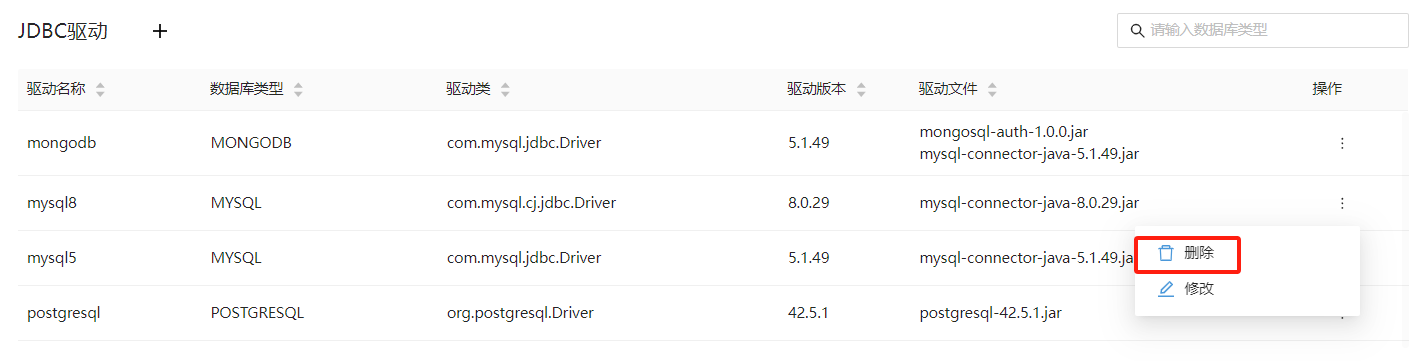 JDBC驱动 +
请输入数据库类型
驱动名称 数据库类型 驱动类 驱动版本 驱动文件 操作
mongodb MONGODB com.mysql.jdbc.Driver 5.1.49 mongosql-auth-1.0.0.jar
mysql-connector-java-5.1.49.jar
mysql8 MYSQL com.mysql.cj.jdbc.Driver 8.0.29 mysql-connector-java-8.0.29.jar
mysql5 MYSQL com.mysql.jdbc.Driver 5.1.49 mysql-connector-java-5.1.49.ja
删除
修改
postgresql POSTGRESQL org.postgresql.Driver 42.5.1 postgresql-42.5.1.jar